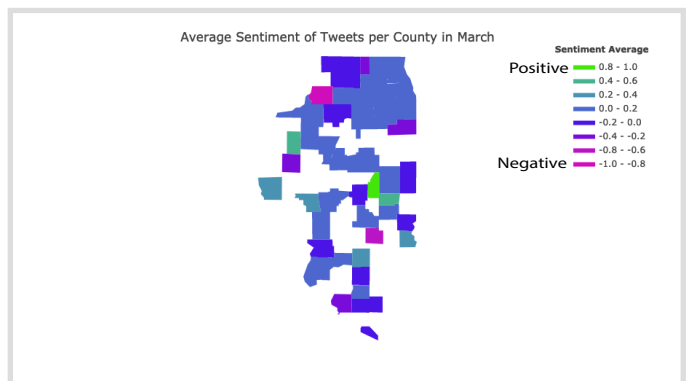 Average Sentiment of Tweets per County in March
Sentiment Average
Positive
0.8 - 1.0
0.4 - 0.6
0.2 - 0.4
0.0 - 0.2
-0.2 - 0.0
-0.4 - -0.2
-0.8 - -0.6
Negative
-1.0 - -0.8